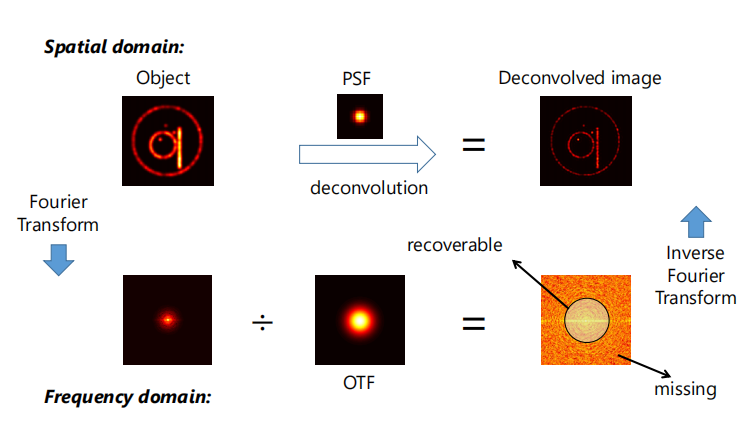 Spatial domain:
Object
PSF
Deconvolved image
deconvolution
=
Fourier
Transform
recoverable
Inverse
Fourier
Transform
÷
=
OTF
missing
Frequency domain: